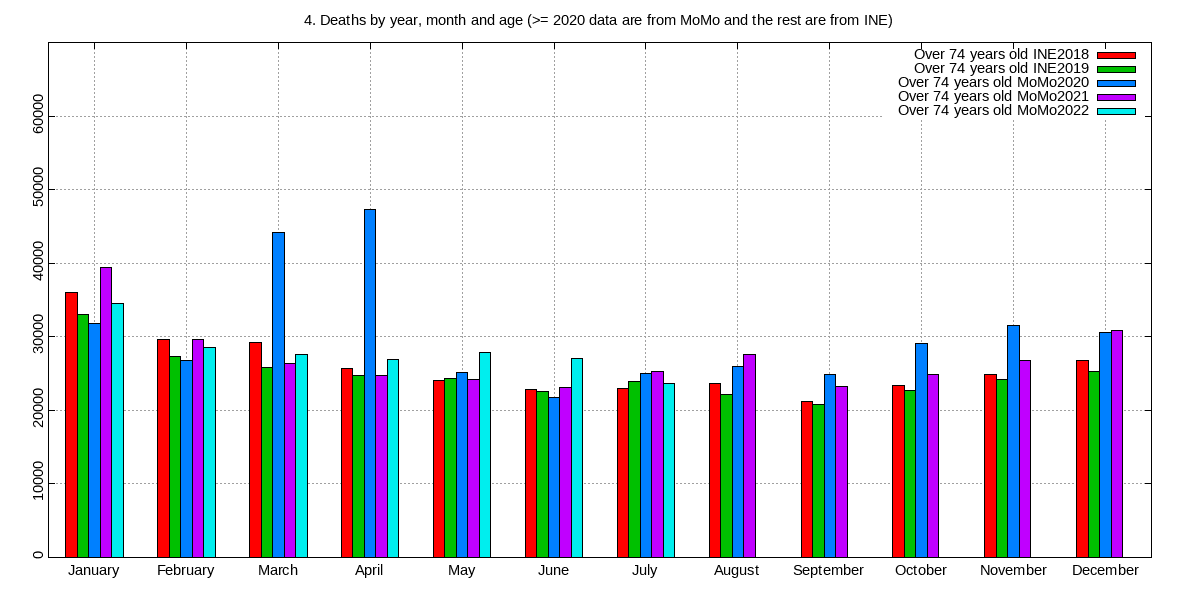 4. Deaths by year, month and age (>= 2020 data are from MoMo and the rest are from INE)
Over 74 years old INE2018
Over 74 years old INE2019
Over 74 years old MoMo2020
Over 74 years old MoMo2021
Over 74 years old MoMo2022
60000
50000
40000
30000
20000
10000
0
January February March April May June July August September October November December